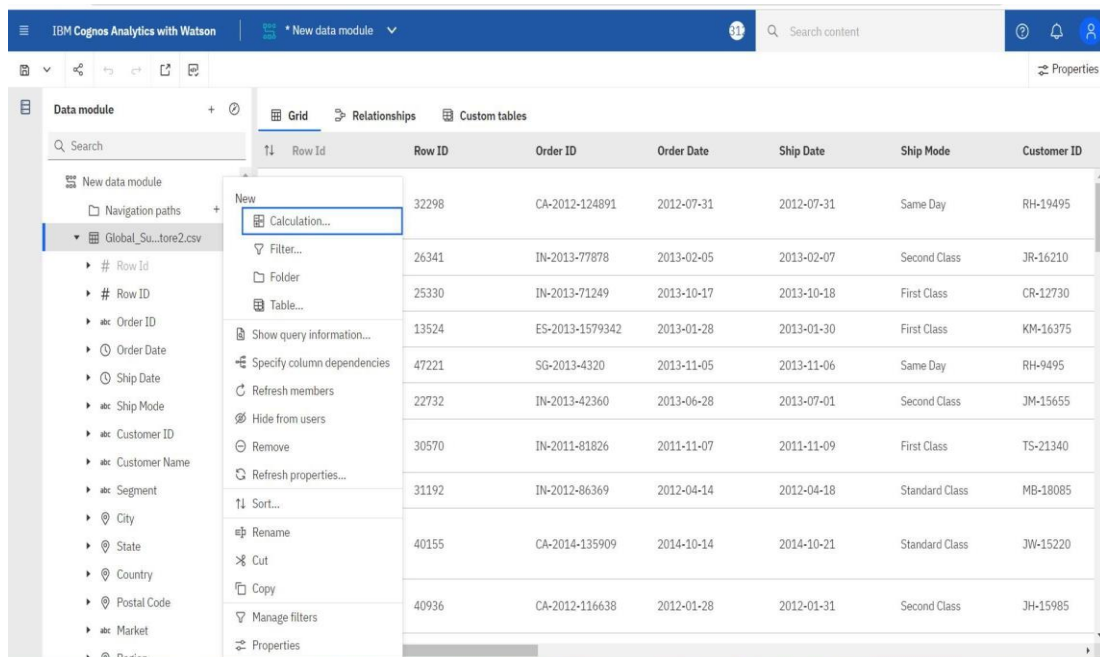 IBM Cognos Analytics with Watson
* New data module
Search content
Properties
Data module
Grid
Relationships
Custom tables
Search
Row Id
Row ID
Order ID
Order Date
Ship Date
Ship Mode
Customer ID
New data module
Navigation paths
Global_Su...tore2.csv
# Row Id
# Row ID
abc Order ID
Order Date
Ship Date
abc Ship Mode
abc Customer ID
abc Customer Name
abc Segment
City
State
Country
Postal Code
abc Market
New
Calculation...
Filter...
Folder
Table...
Show query information...
Specify column dependencies
Refresh members
Hide from users
Remove
Refresh properties...
Sort...
Rename
Cut
Copy
Manage filters
Properties
32298 CA-2012-124891 2012-07-31 2012-07-31 Same Day RH-19495
26341 IN-2013-77878 2013-02-05 2013-02-07 Second Class JR-16210
25330 IN-2013-71249 2013-10-17 2013-10-18 First Class CR-12730
13524 ES-2013-1579342 2013-01-28 2013-01-30 First Class KM-16375
47221 SG-2013-4320 2013-11-05 2013-11-06 Same Day RH-9495
22732 IN-2013-42360 2013-06-28 2013-07-01 Second Class JM-15655
30570 IN-2011-81826 2011-11-07 2011-11-09 First Class TS-21340
31192 IN-2012-86369 2012-04-14 2012-04-18 Standard Class MB-18085
40155 CA-2014-135909 2014-10-14 2014-10-21 Standard Class JW-15220
40936 CA-2012-116638 2012-01-28 2012-01-31 Second Class JH-15985